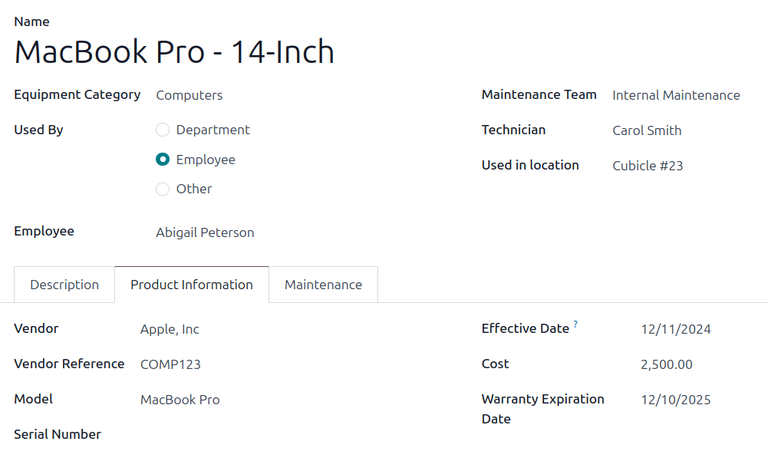 Name
MacBook Pro - 14-Inch
Equipment Category Computers
Maintenance Team Internal Maintenance
Used By Department
Technician Carol Smith
Employee
Used in location Cubicle #23
Other
Employee Abigail Peterson
Description Product Information Maintenance
Vendor Apple, Inc
Effective Date ? 12/11/2024
Vendor Reference COMP123
Cost 2,500.00
Model MacBook Pro
Warranty Expiration Date 12/10/2025
Serial Number